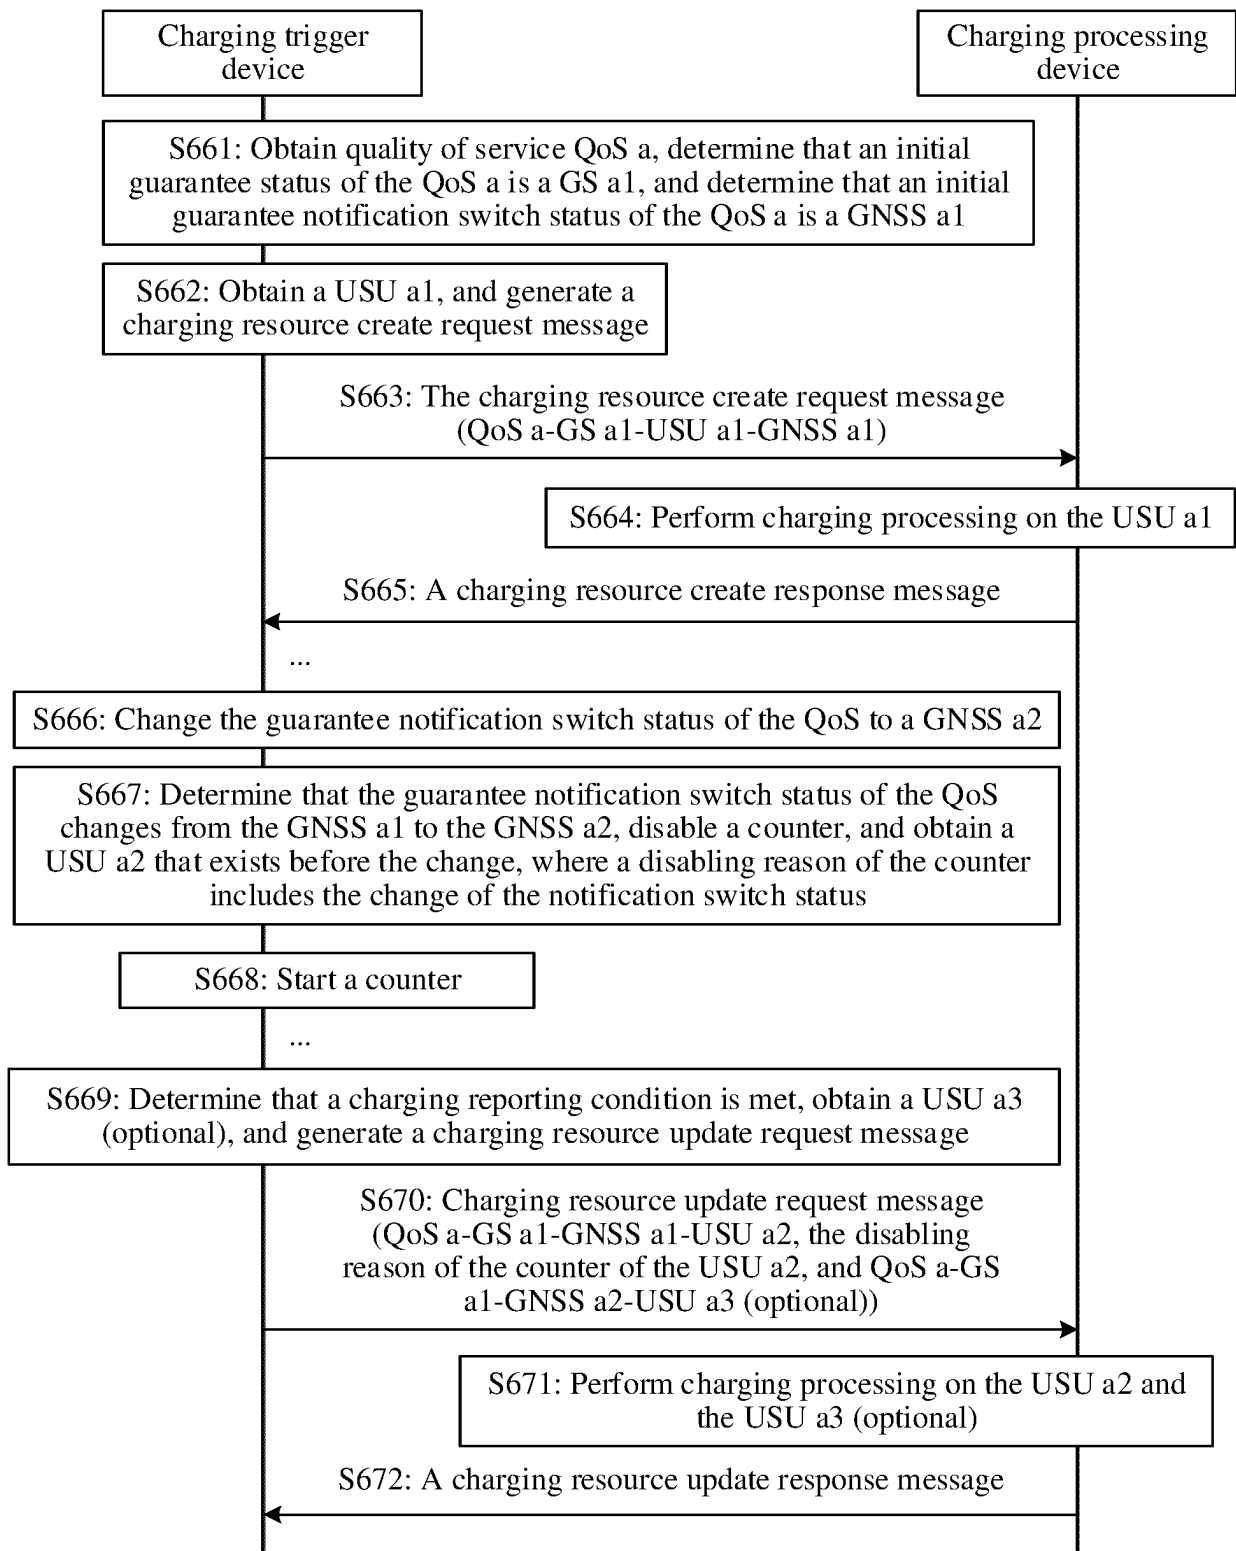 Charging trigger
device
Charging processing
device
S661: Obtain quality of service QoS a, determine that an initial
guarantee status of the QoS a is a GS a1, and determine that an initial
guarantee notification switch status of the QoS a is a GNSS a1
S662: Obtain a USU a1, and generate a
charging resource create request message
S663: The charging resource create request message
(QoS a-GS a1-USU a1-GNSS a1)
S664: Perform charging processing on the USU a1
S665: A charging resource create response message
...
S666: Change the guarantee notification switch status of the QoS to a GNSS a2
S667: Determine that the guarantee notification switch status of the QoS
changes from the GNSS a1 to the GNSS a2, disable a counter, and obtain a
USU a2 that exists before the change, where a disabling reason of the counter
includes the change of the notification switch status
S668: Start a counter
...
S669: Determine that a charging reporting condition is met, obtain a USU a3
(optional), and generate a charging resource update request message
S670: Charging resource update request message
(QoS a-GS a1-GNSS a1-USU a2, the disabling
reason of the counter of the USU a2, and QoS a-GS
a1-GNSS a2-USU a3 (optional))
S671: Perform charging processing on the USU a2 and
the USU a3 (optional)
S672: A charging resource update response message